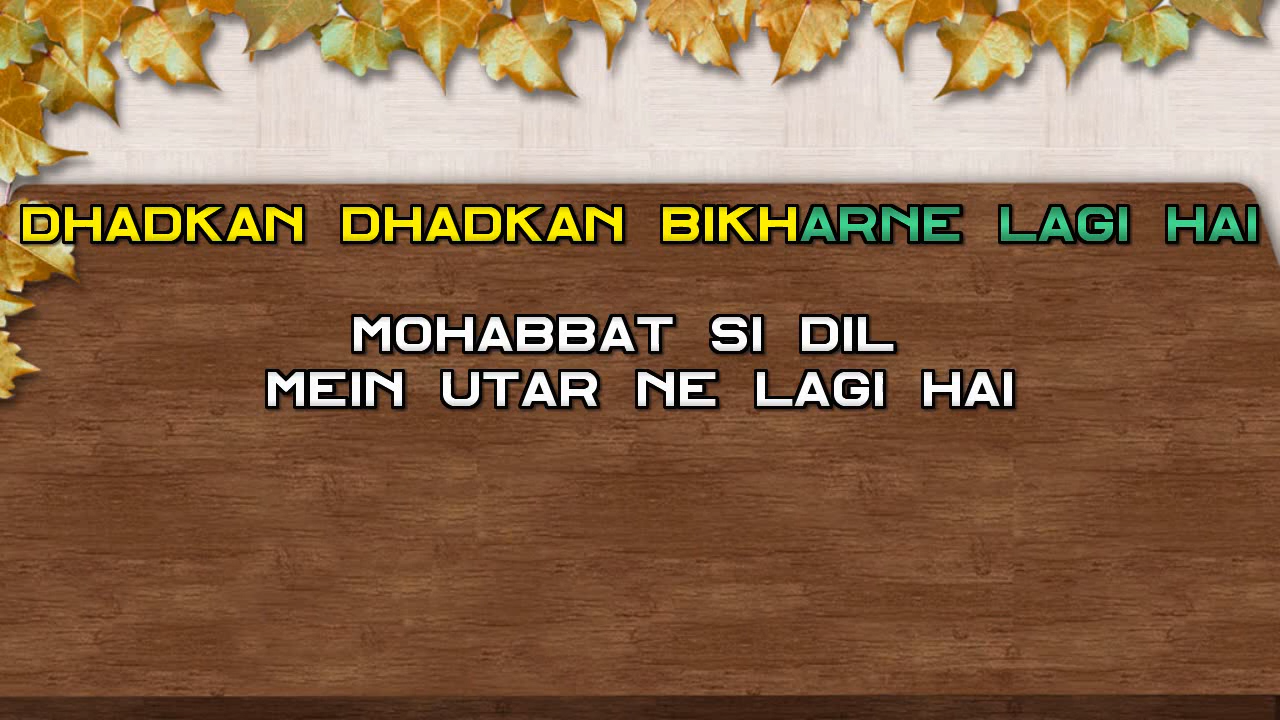 DHADKAN DHADKAN BIKHARNE LAGI HAI
MOHABBAT SI DIL
MEIN UTAR NE LAGI HAI